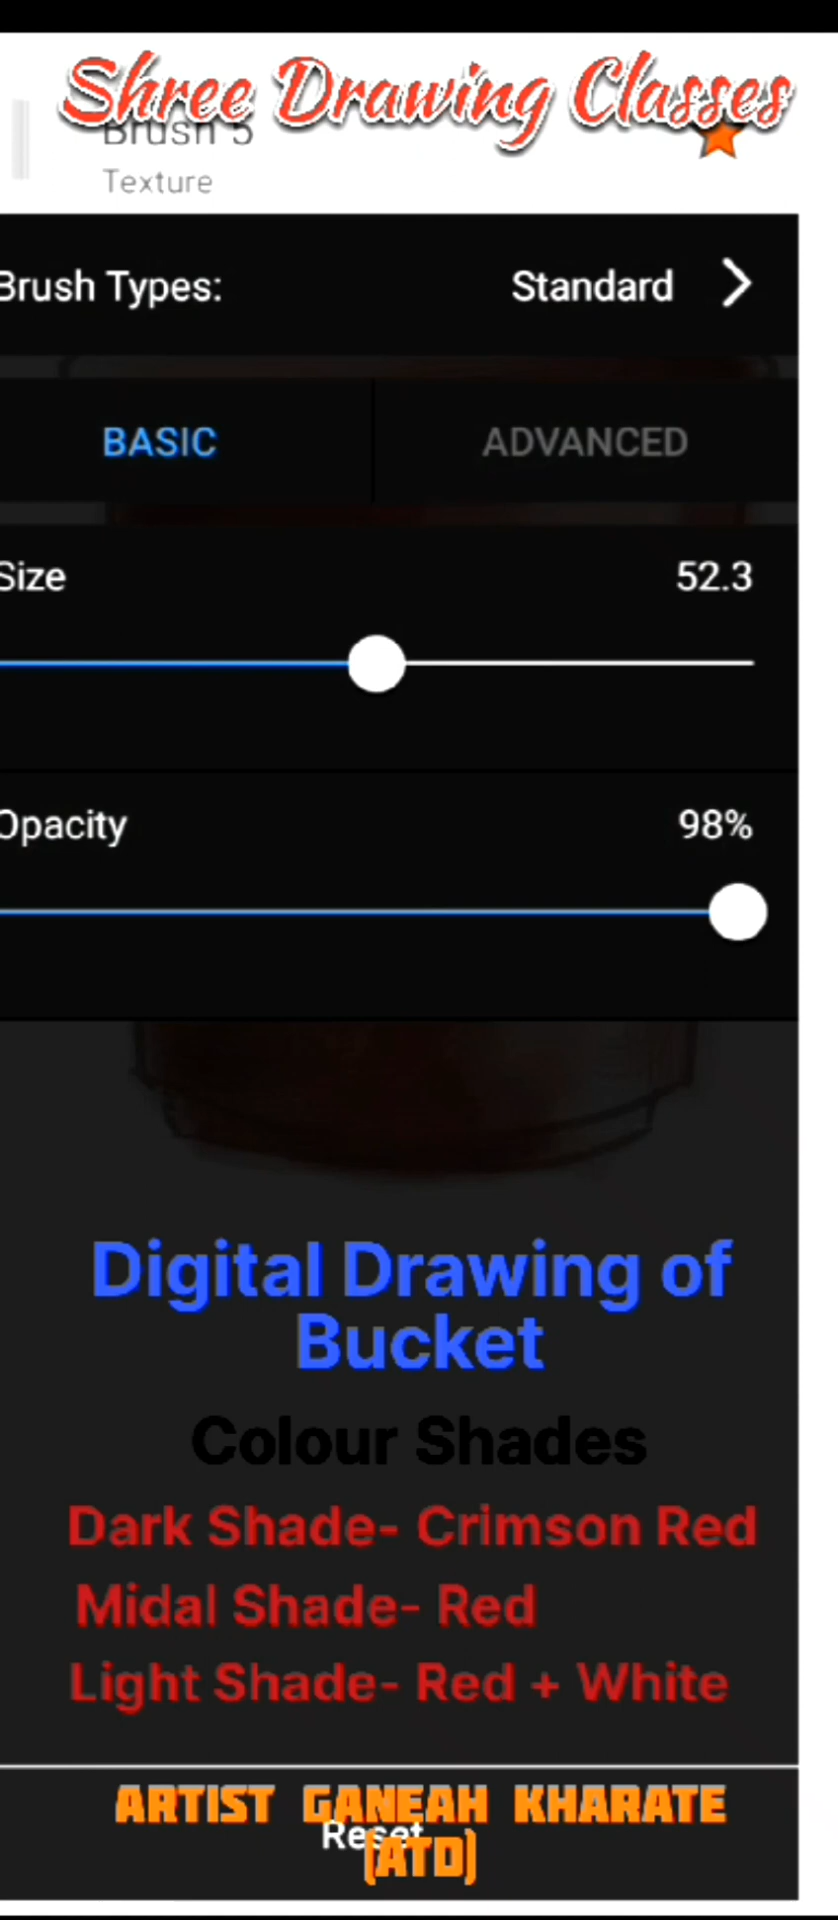 Shree Drawing Classes
Brush 5
Texture
Brush Types: Standard
BASIC ADVANCED
Size 52.3
Opacity 98%
Digital Drawing of
Bucket
Colour Shades
Dark Shade- Crimson Red
Midal Shade- Red
Light Shade- Red + White
ARTIST GANEAH KHARATE
Reset
(ATD)